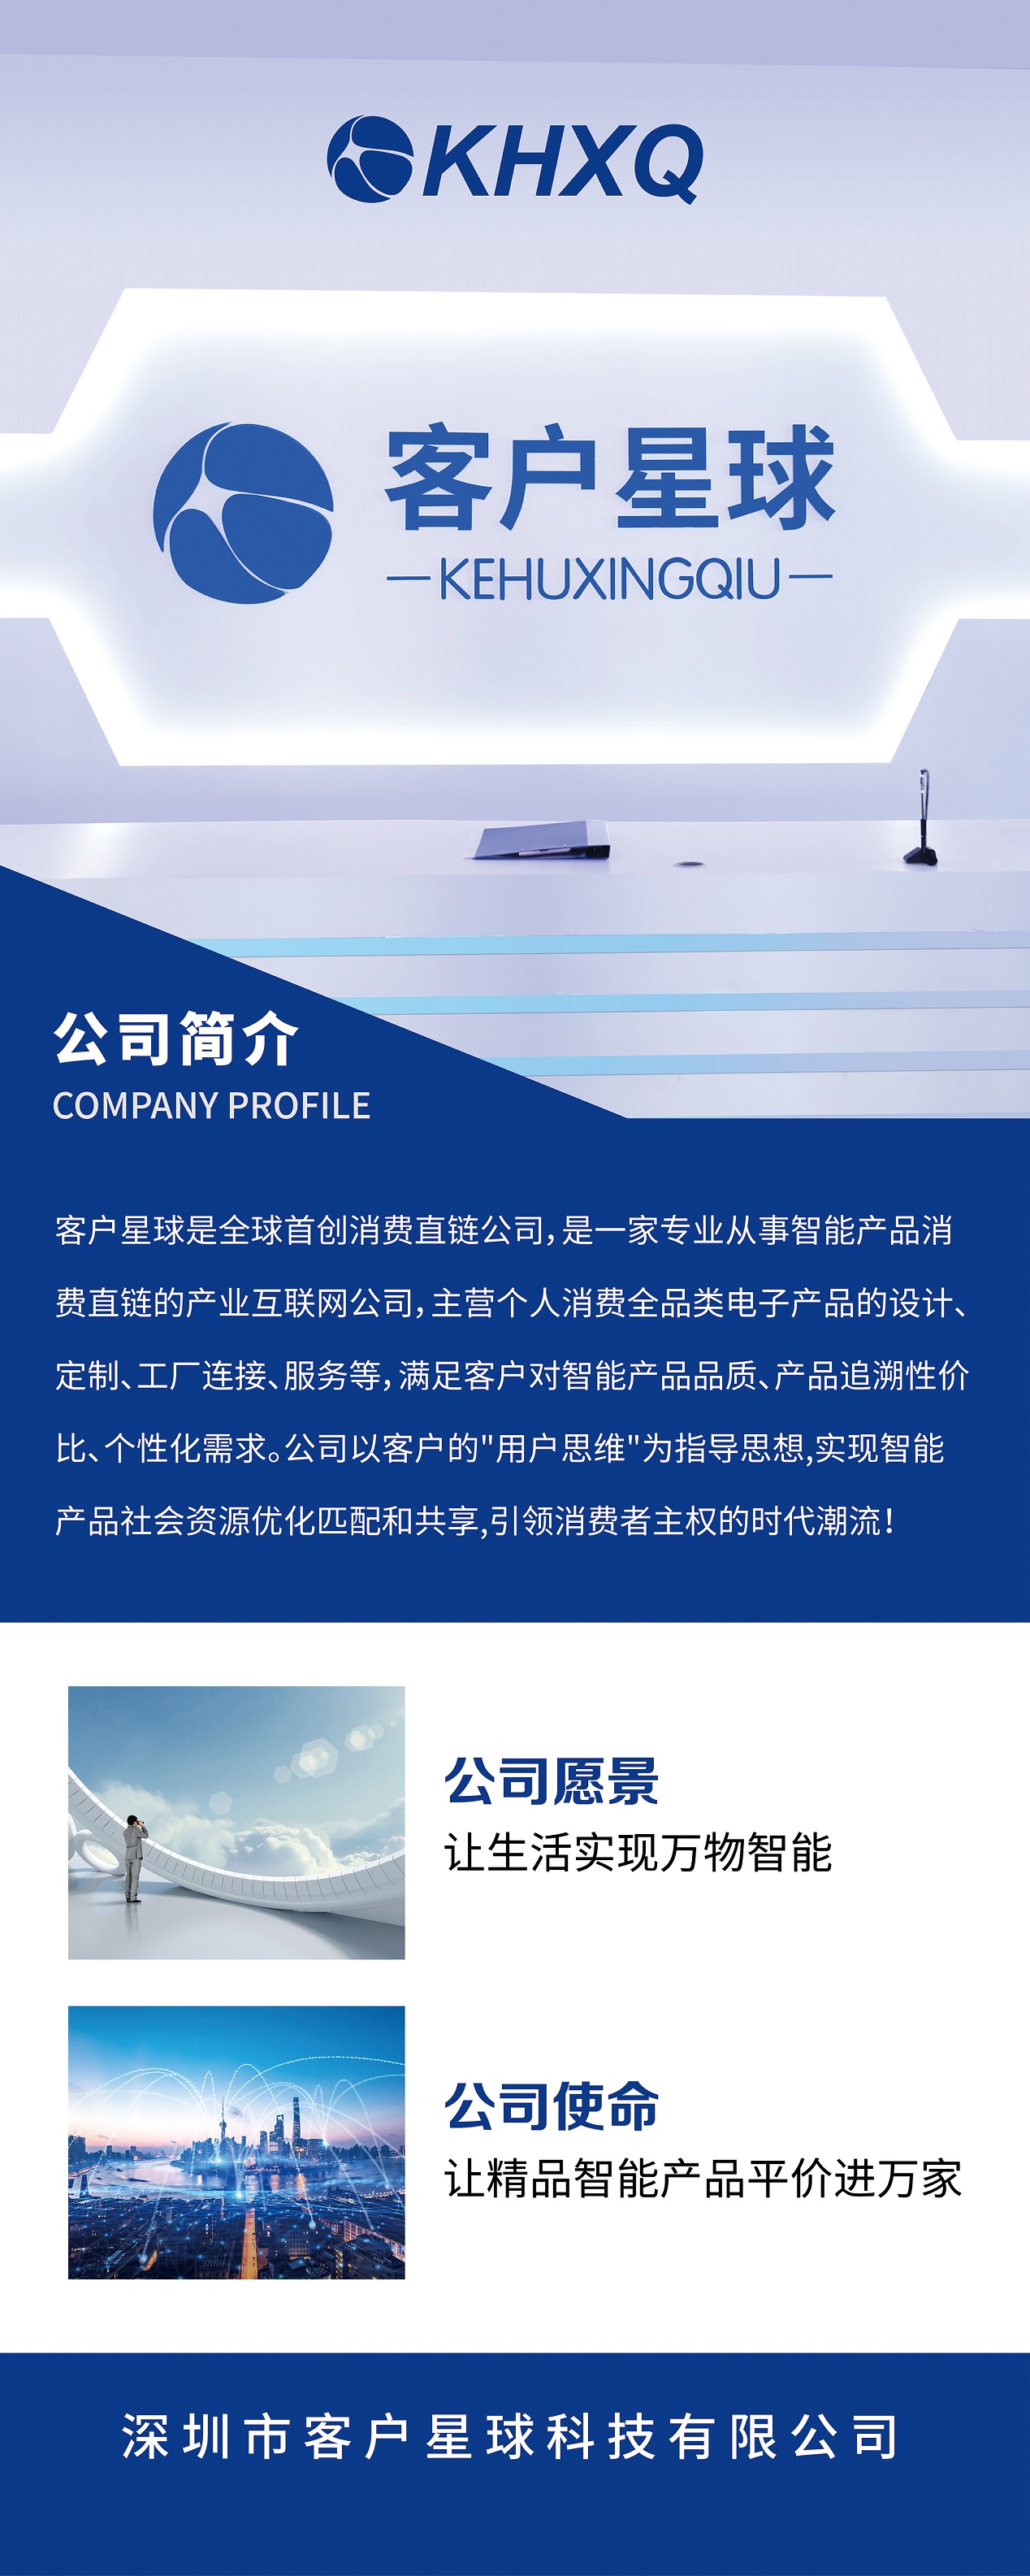 KHXQ
客户星球
KEHUXINGQIU
公司简介
COMPANY PROFILE
客户星球是全球首创消费直链公司，是一家专业从事智能产品消
费直链的产业互联网公司，主营个人消费全品类电子产品的设计、
定制、工厂连接、服务等，满足客户对智能产品品质、产品追溯性价
比、个性化需求。公司以客户的"用户思维"为指导思想,实现智能
产品社会资源优化匹配和共享,引领消费者主权的时代潮流！
公司愿景
让生活实现万物智能
公司使命
让精品智能产品平价进万家
深圳市客户星球科技有限公司